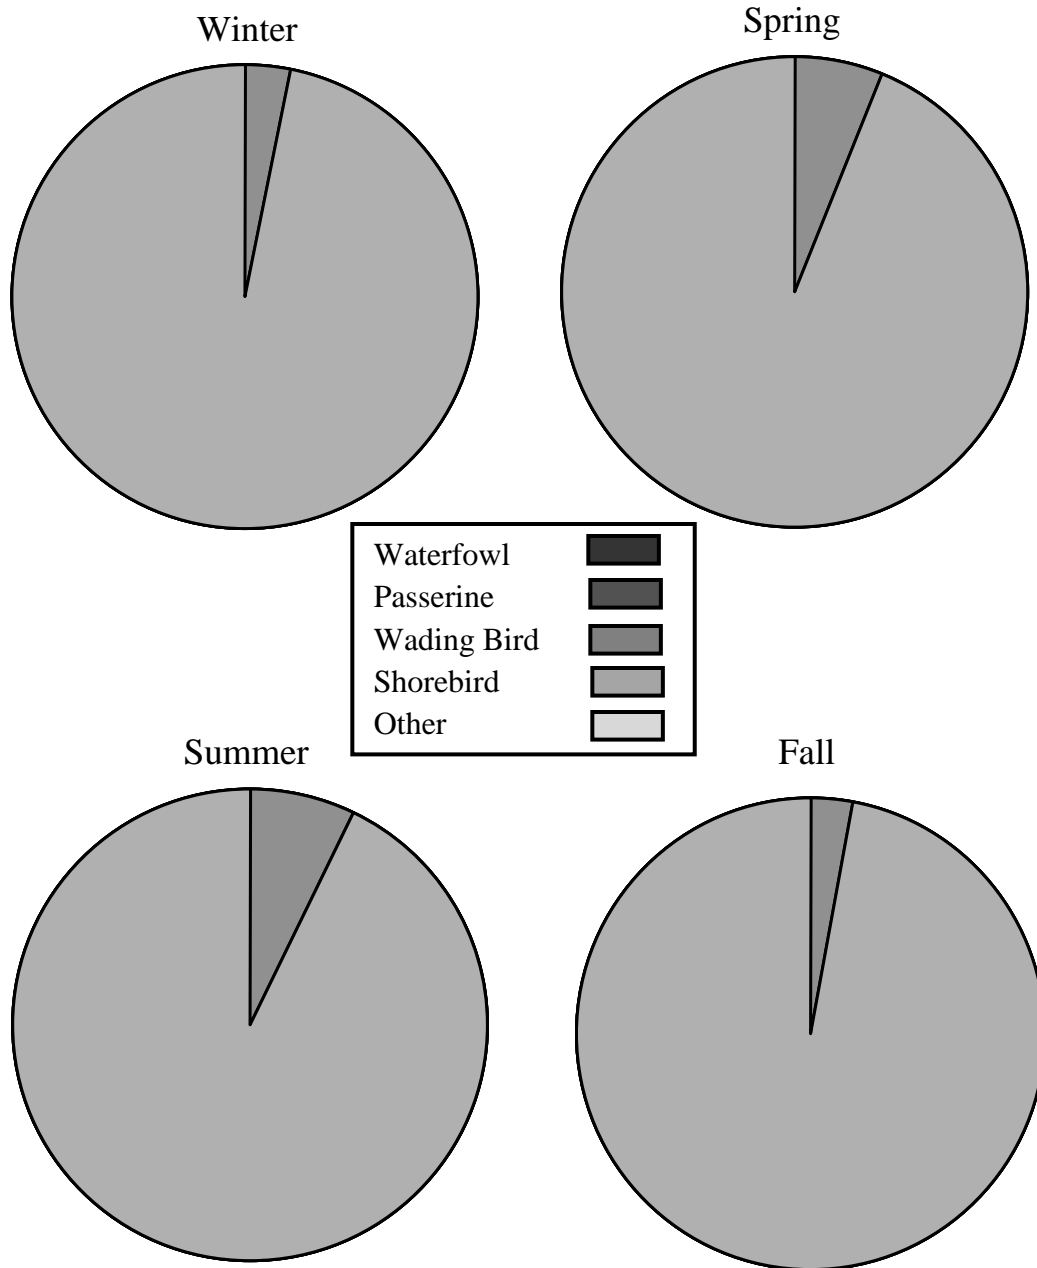 Winter
Spring
Waterfowl
Passerine
Wading Bird
Shorebird
Other
Summer
Fall